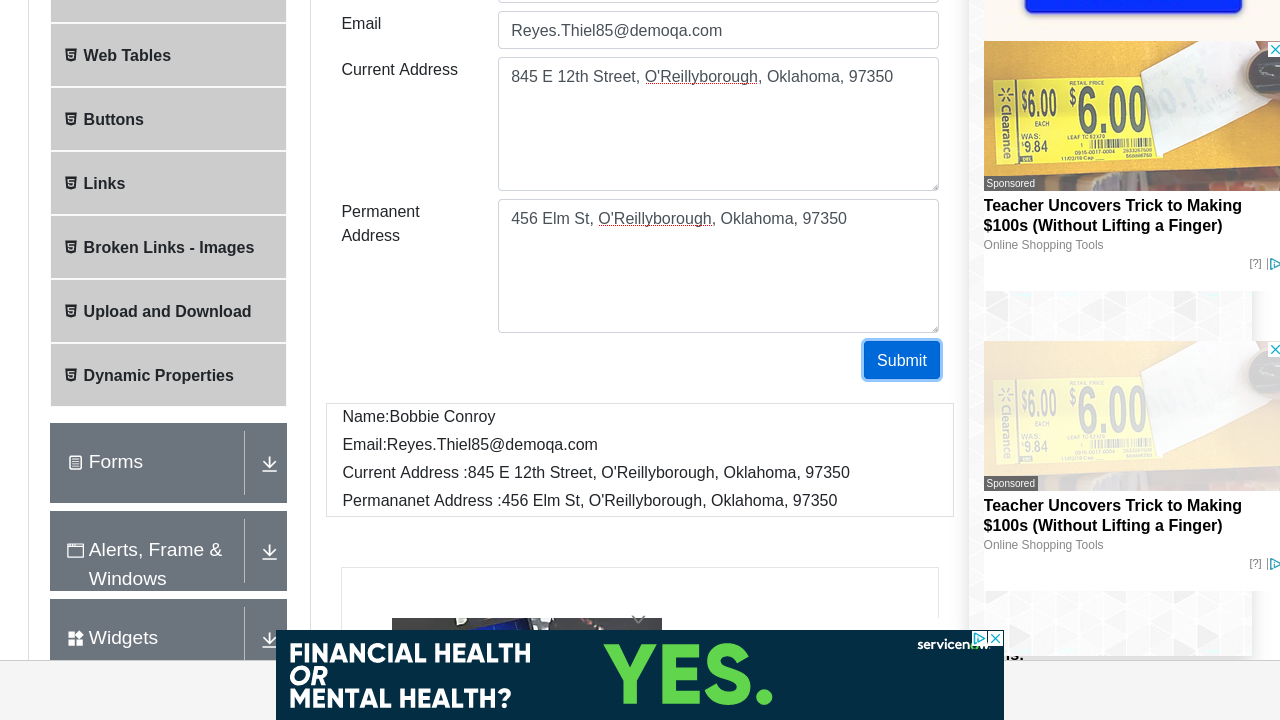 Email
Reyes.Thiel85@demoqa.com
Current Address
845 E 12th Street, O'Reillyborough, Oklahoma, 97350
Permanent
Address
456 Elm St, O'Reillyborough, Oklahoma, 97350
Submit
Name:Bobbie Conroy
Email:Reyes.Thiel85@demoqa.com
Current Address :845 E 12th Street, O'Reillyborough, Oklahoma, 97350
Permananet Address :456 Elm St, O'Reillyborough, Oklahoma, 97350
Web Tables
Buttons
Links
Broken Links - Images
Upload and Download
Dynamic Properties
Forms
Alerts, Frame &
Windows
Widgets
Clearance
$6.00
EACH
WAS:
$9.84
RETAIL PRICE
$6.00
Sponsored
Teacher Uncovers Trick to Making
$100s (Without Lifting a Finger)
Online Shopping Tools
[?]
Clearance
$6.00
EACH
WAS:
$9.84
RETAIL PRICE
$6.00
Sponsored
Teacher Uncovers Trick to Making
$100s (Without Lifting a Finger)
Online Shopping Tools
[?]
FINANCIAL HEALTH
OR
MENTAL HEALTH?
YES.
servicenow